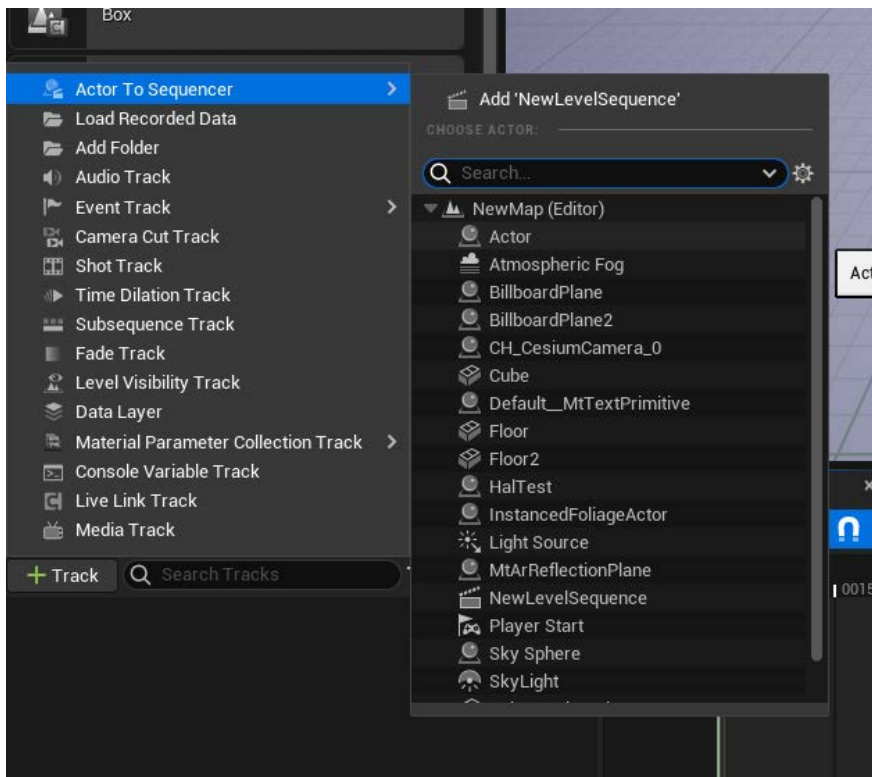 Box
Actor To Sequencer
Load Recorded Data
Add Folder
Audio Track
Event Track
Camera Cut Track
Shot Track
Time Dilation Track
Subsequence Track
Fade Track
Level Visibility Track
Data Layer
Material Parameter Collection Track
Console Variable Track
Live Link Track
Media Track
+ Track
Search Tracks
Add 'NewLevelSequence'
CHOOSE ACTOR:
Search...
NewMap (Editor)
Actor
Atmospheric Fog
BillboardPlane
BillboardPlane2
CH_CesiumCamera_0
Cube
Default__MtTextPrimitive
Floor
Floor2
HalTest
InstancedFoliageActor
Light Source
MtArReflectionPlane
NewLevelSequence
Player Start
Sky Sphere
SkyLight
Act
0015